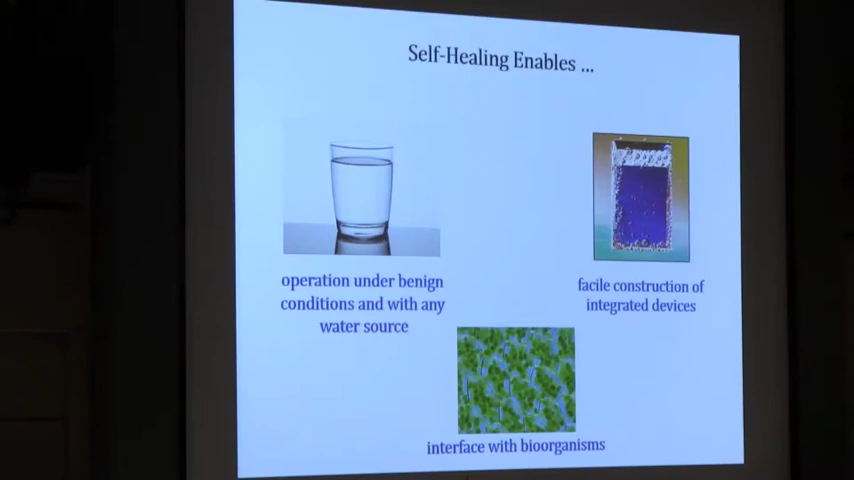 Self-Healing Enables ...
operation under benign
conditions and with any
water source
facile construction of
integrated devices
interface with bioorganisms